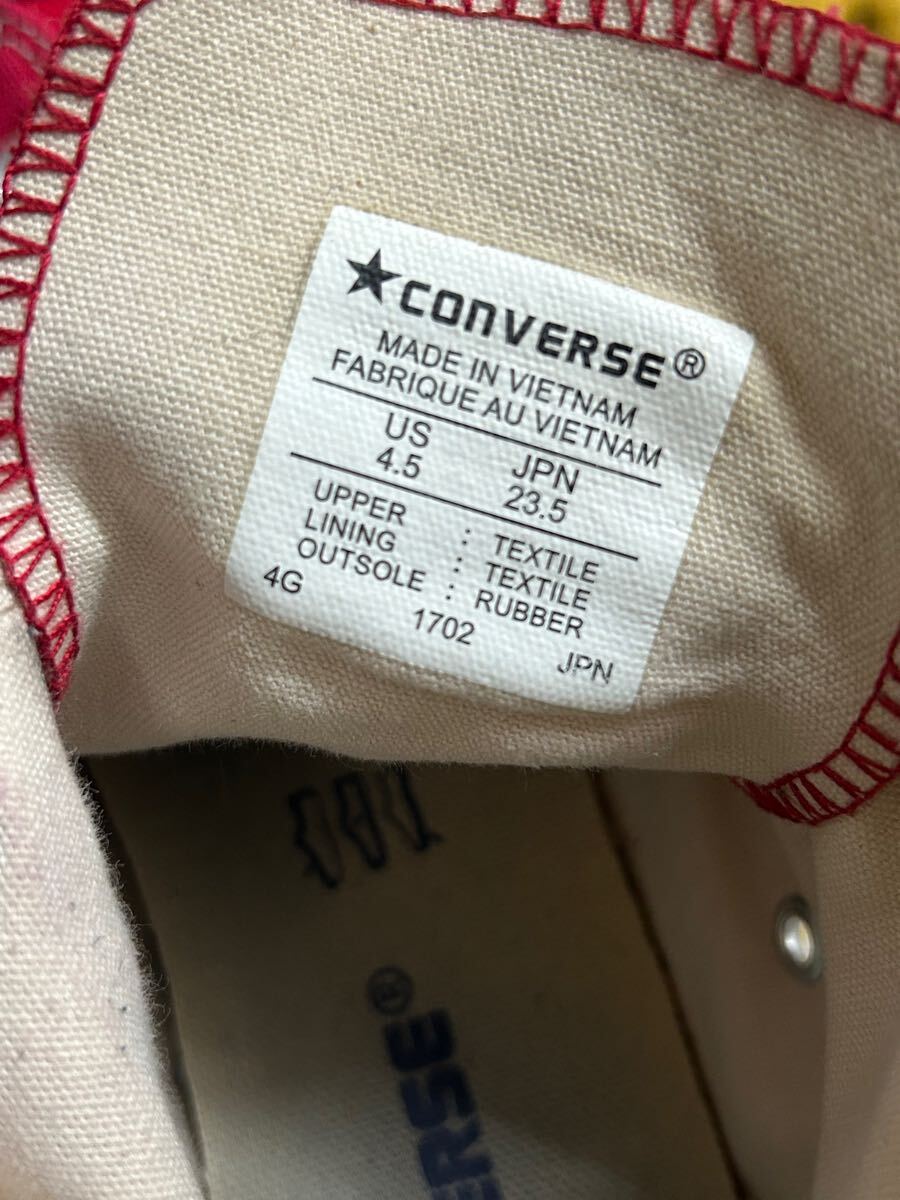 ★CONVERSE®
MADE IN VIETNAM
FABRIQUE AU VIETNAM
US JPN
4.5 23.5
UPPER : TEXTILE
LINING : TEXTILE
OUTSOLE : RUBBER
4G 1702 JPN
ERSE®